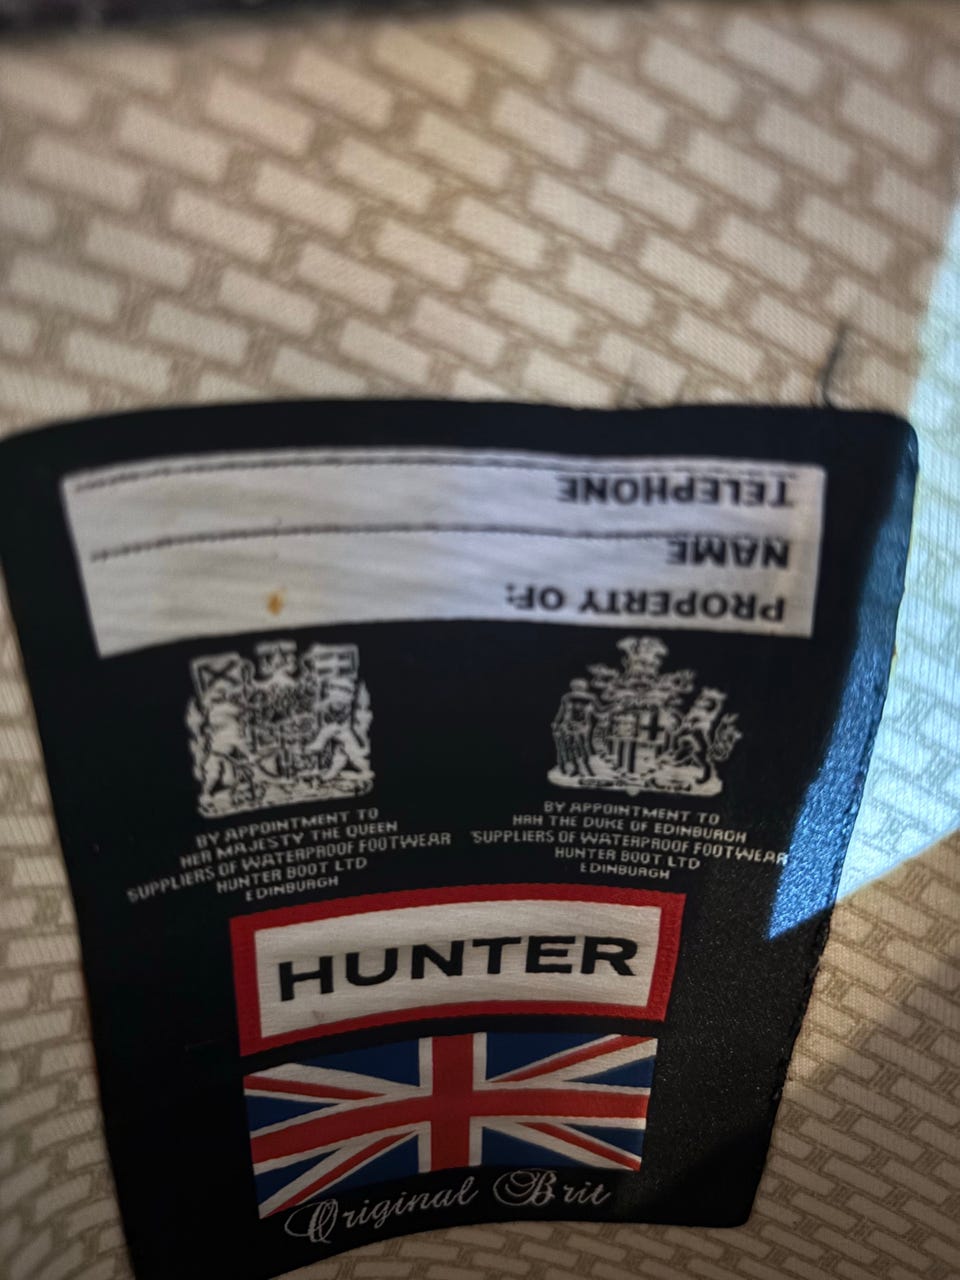 PROPERTY OF:
NAME
TELEPHONE
BY APPOINTMENT TO
HER MAJESTY THE QUEEN
SUPPLIERS OF WATERPROOF FOOTWEAR
HUNTER BOOT LTD
EDINBURGH
BY APPOINTMENT TO
HRH THE DUKE OF EDINBURGH
SUPPLIERS OF WATERPROOF FOOTWEAR
HUNTER BOOT LTD
EDINBURGH
HUNTER
Original Brit